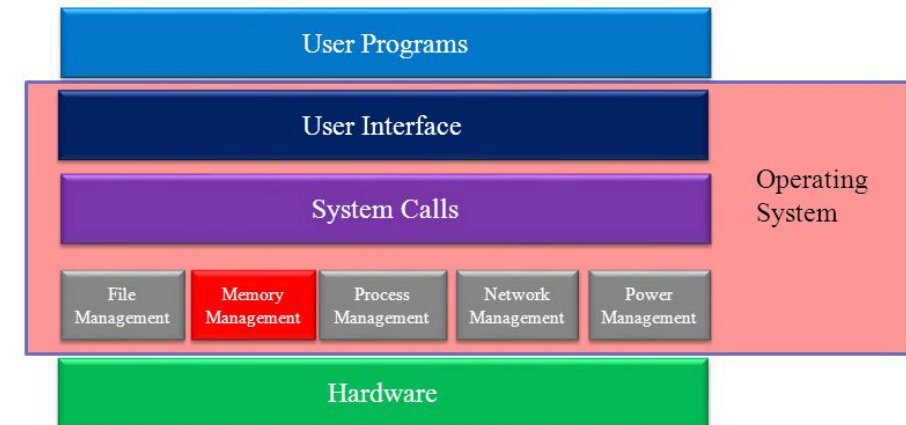 User Programs
User Interface
System Calls
Operating
System
File
Management
Memory
Management
Process
Management
Network
Management
Power
Management
Hardware